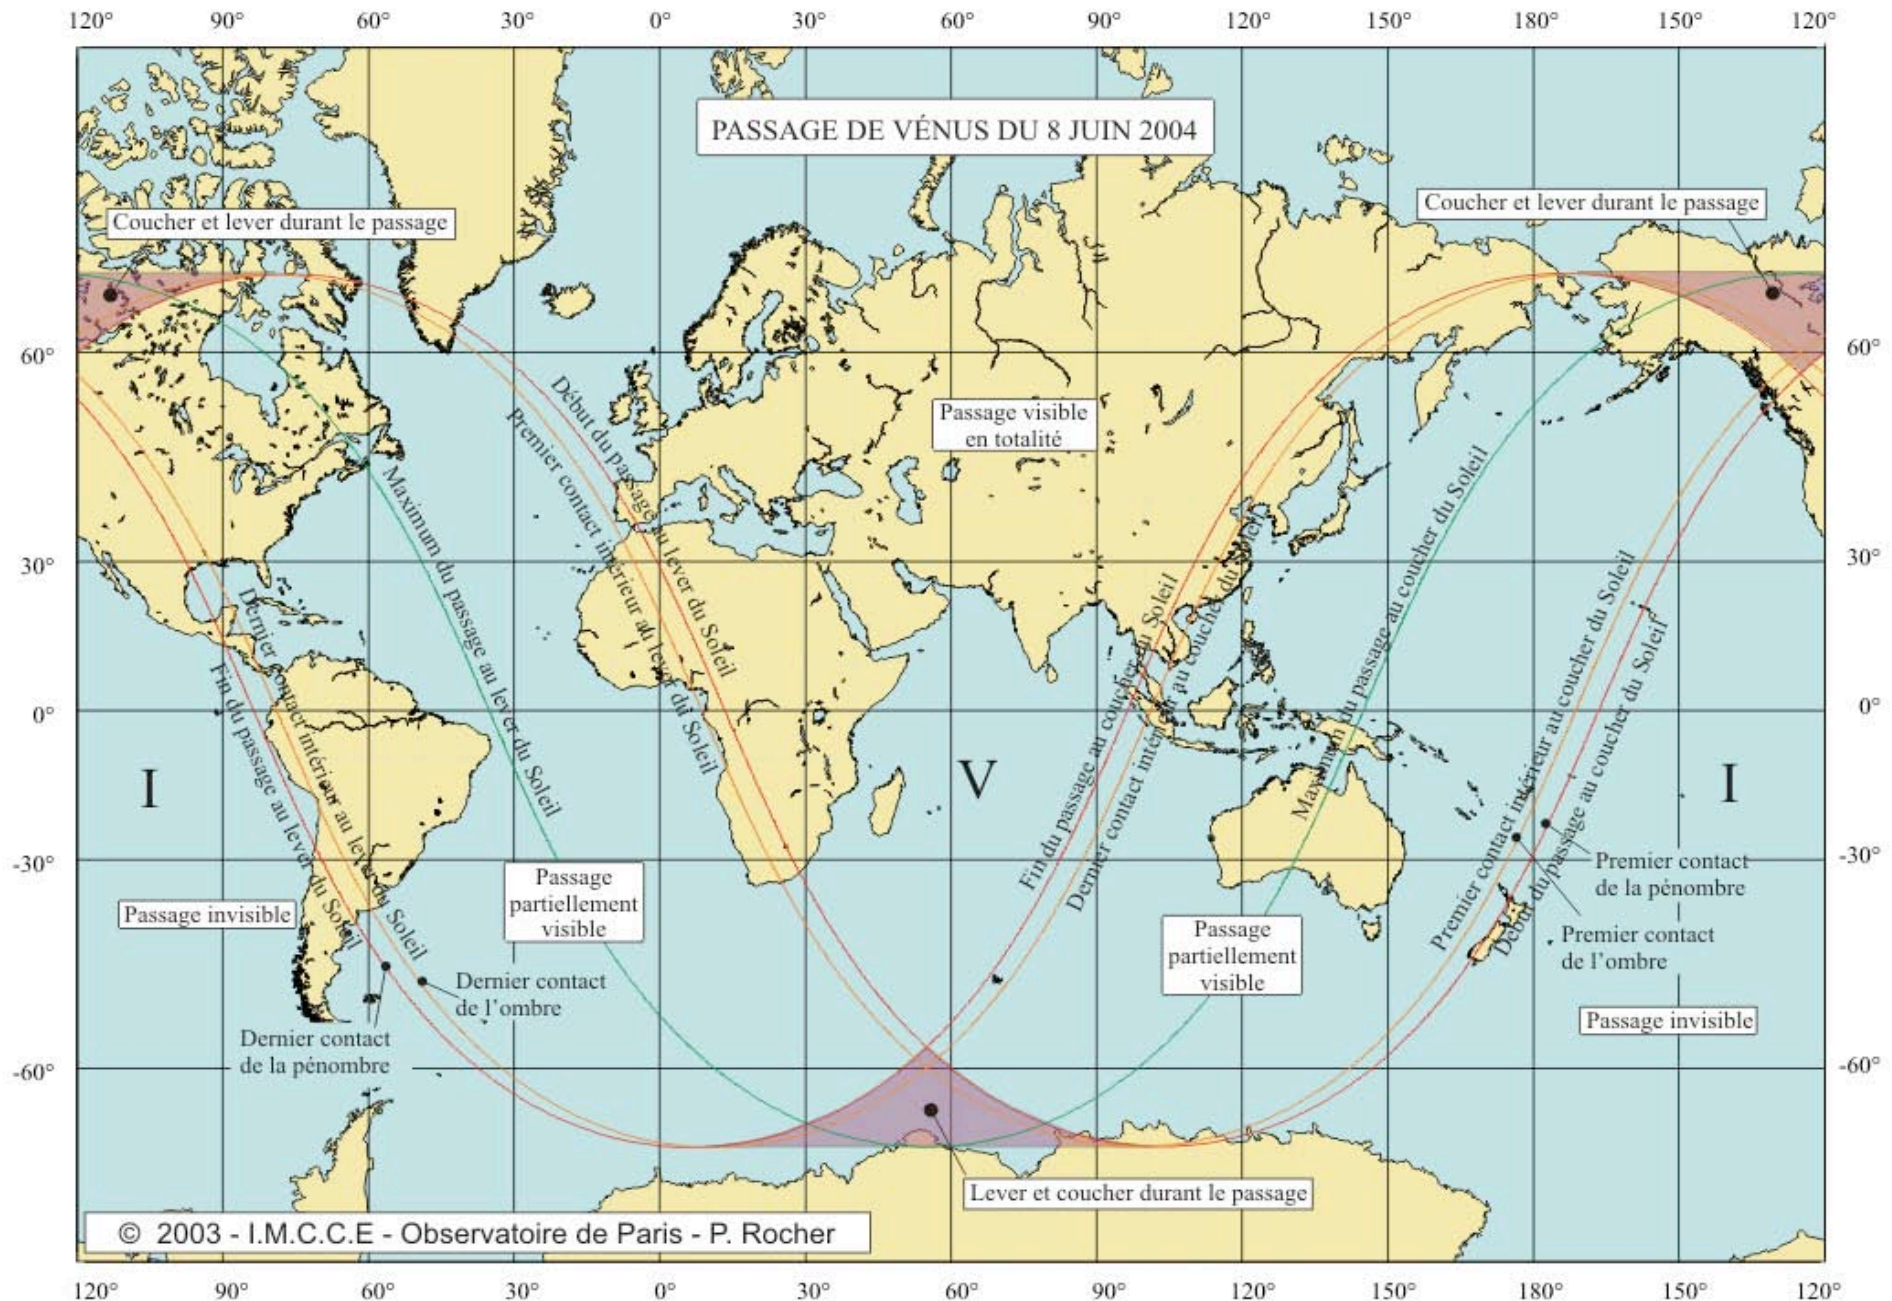 120° 90° 60° 30° 0° 30° 60° 90° 120° 150° 180° 150° 120°
PASSAGE DE VÉNUS DU 8 JUIN 2004
Coucher et lever durant le passage
Coucher et lever durant le passage
60°
60°
Passage visible
en totalité
Début du passage au lever du Soleil
Premier contact intérieur au lever du Soleil
Maximum du passage au lever du Soleil
Maximum du passage au coucher du Soleil
30°
30°
Dernier contact intérieur au lever du Soleil
Fin du passage au lever du Soleil
Fin du passage au coucher du Soleil
Dernier contact intérieur au coucher du Soleil
Premier contact intérieur au coucher du Soleil
Début du passage au coucher du Soleil
0°
0°
I
V
I
-30°
-30°
Premier contact
de la pénombre
Passage
partiellement
visible
Passage invisible
Passage
partiellement
visible
Premier contact
de l'ombre
Dernier contact
de l'ombre
Passage invisible
Dernier contact
de la pénombre
-60°
-60°
Lever et coucher durant le passage
© 2003 - I.M.C.C.E - Observatoire de Paris - P. Rocher
120° 90° 60° 30° 0° 30° 60° 90° 120° 150° 180° 150° 120°